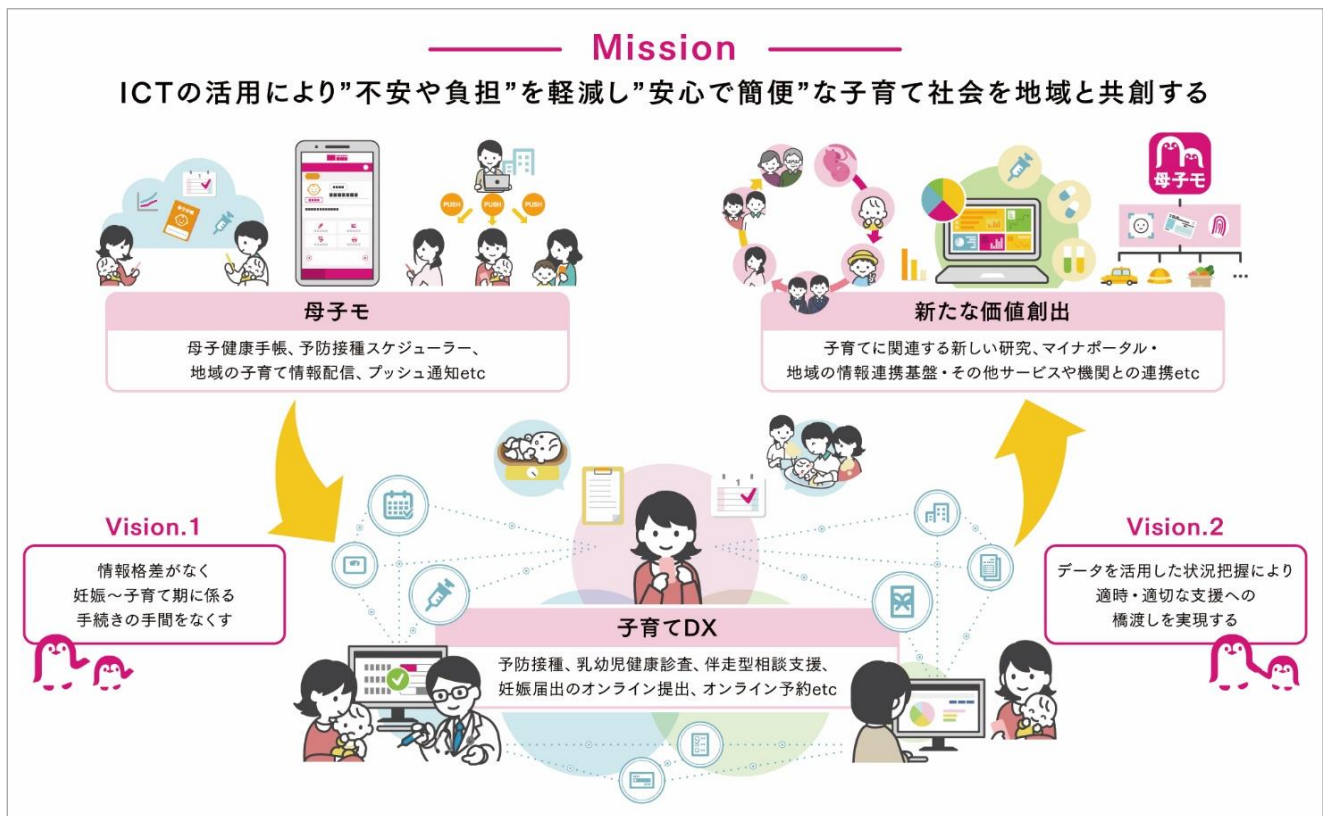 Mission
ICTの活用により”不安や負担”を軽減し”安心で簡便”な子育て社会を地域と共創する
1
母子手帳
PUSH
PUSH
PUSH
母子モ
母子モ
母子健康手帳、予防接種スケジューラー、
地域の子育て情報配信、プッシュ通知etc
新たな価値創出
子育てに関連する新しい研究、マイナポータル・
地域の情報連携基盤・その他サービスや機関との連携etc
1
Vision.1
情報格差がなく
妊娠～子育て期に係る
手続きの手間をなくす
子育てDX
予防接種、乳幼児健康診査、伴走型相談支援、
妊娠届出のオンライン提出、オンライン予約etc
Vision.2
データを活用した状況把握により
適時・適切な支援への
橋渡しを実現する